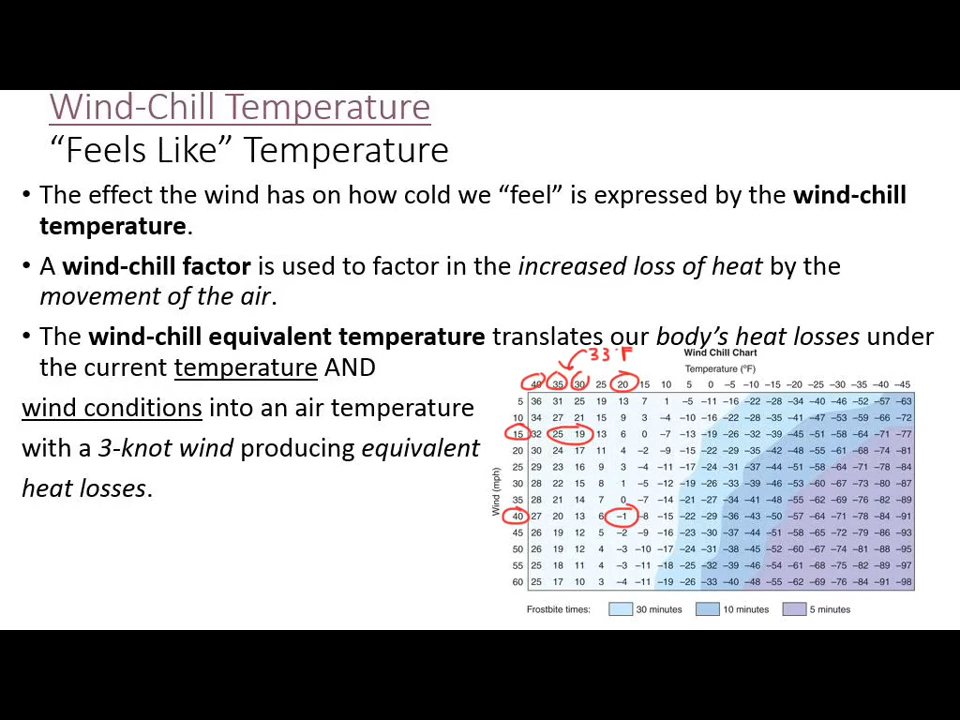 Wind-Chill Temperature
“Feels Like” Temperature
• The effect the wind has on how cold we “feel” is expressed by the wind-chill
temperature.
• A wind-chill factor is used to factor in the increased loss of heat by the
movement of the air.
• The wind-chill equivalent temperature translates our body’s heat losses under
the current temperature AND
wind conditions into an air temperature
with a 3-knot wind producing equivalent
heat losses.
33°F
Wind Chill Chart
Temperature (°F)
40 35 30 25 20 15 10 5 0 −5 −10 −15 −20 −25 −30 −35 −40 −45
Wind (mph)
5 36 31 25 19 13 7 1 −5 −11 −16 −22 −28 −34 −40 −46 −52 −57 −63
10 34 27 21 15 9 3 −4 −10 −16 −22 −28 −35 −41 −47 −53 −59 −66 −72
15 32 25 19 13 6 0 −7 −13 −19 −26 −32 −39 −45 −51 −58 −64 −71 −77
20 30 24 17 11 4 −2 −9 −15 −22 −29 −35 −42 −48 −55 −61 −68 −74 −81
25 29 23 16 9 3 −4 −11 −17 −24 −31 −37 −44 −51 −58 −64 −71 −78 −84
30 28 22 15 8 1 −5 −12 −19 −26 −33 −39 −46 −53 −60 −67 −73 −80 −87
35 28 21 14 7 0 −7 −14 −21 −27 −34 −41 −48 −55 −62 −69 −76 −82 −89
40 27 20 13 6 −1 −8 −15 −22 −29 −36 −43 −50 −57 −64 −71 −78 −84 −91
45 26 19 12 5 −2 −9 −16 −23 −30 −37 −44 −51 −58 −65 −72 −79 −86 −93
50 26 19 12 4 −3 −10 −17 −24 −31 −38 −45 −52 −60 −67 −74 −81 −88 −95
55 25 18 11 4 −3 −11 −18 −25 −32 −39 −46 −54 −61 −68 −75 −82 −89 −97
60 25 17 10 3 −4 −11 −19 −26 −33 −40 −48 −55 −62 −69 −76 −84 −91 −98
Frostbite times: 30 minutes 10 minutes 5 minutes